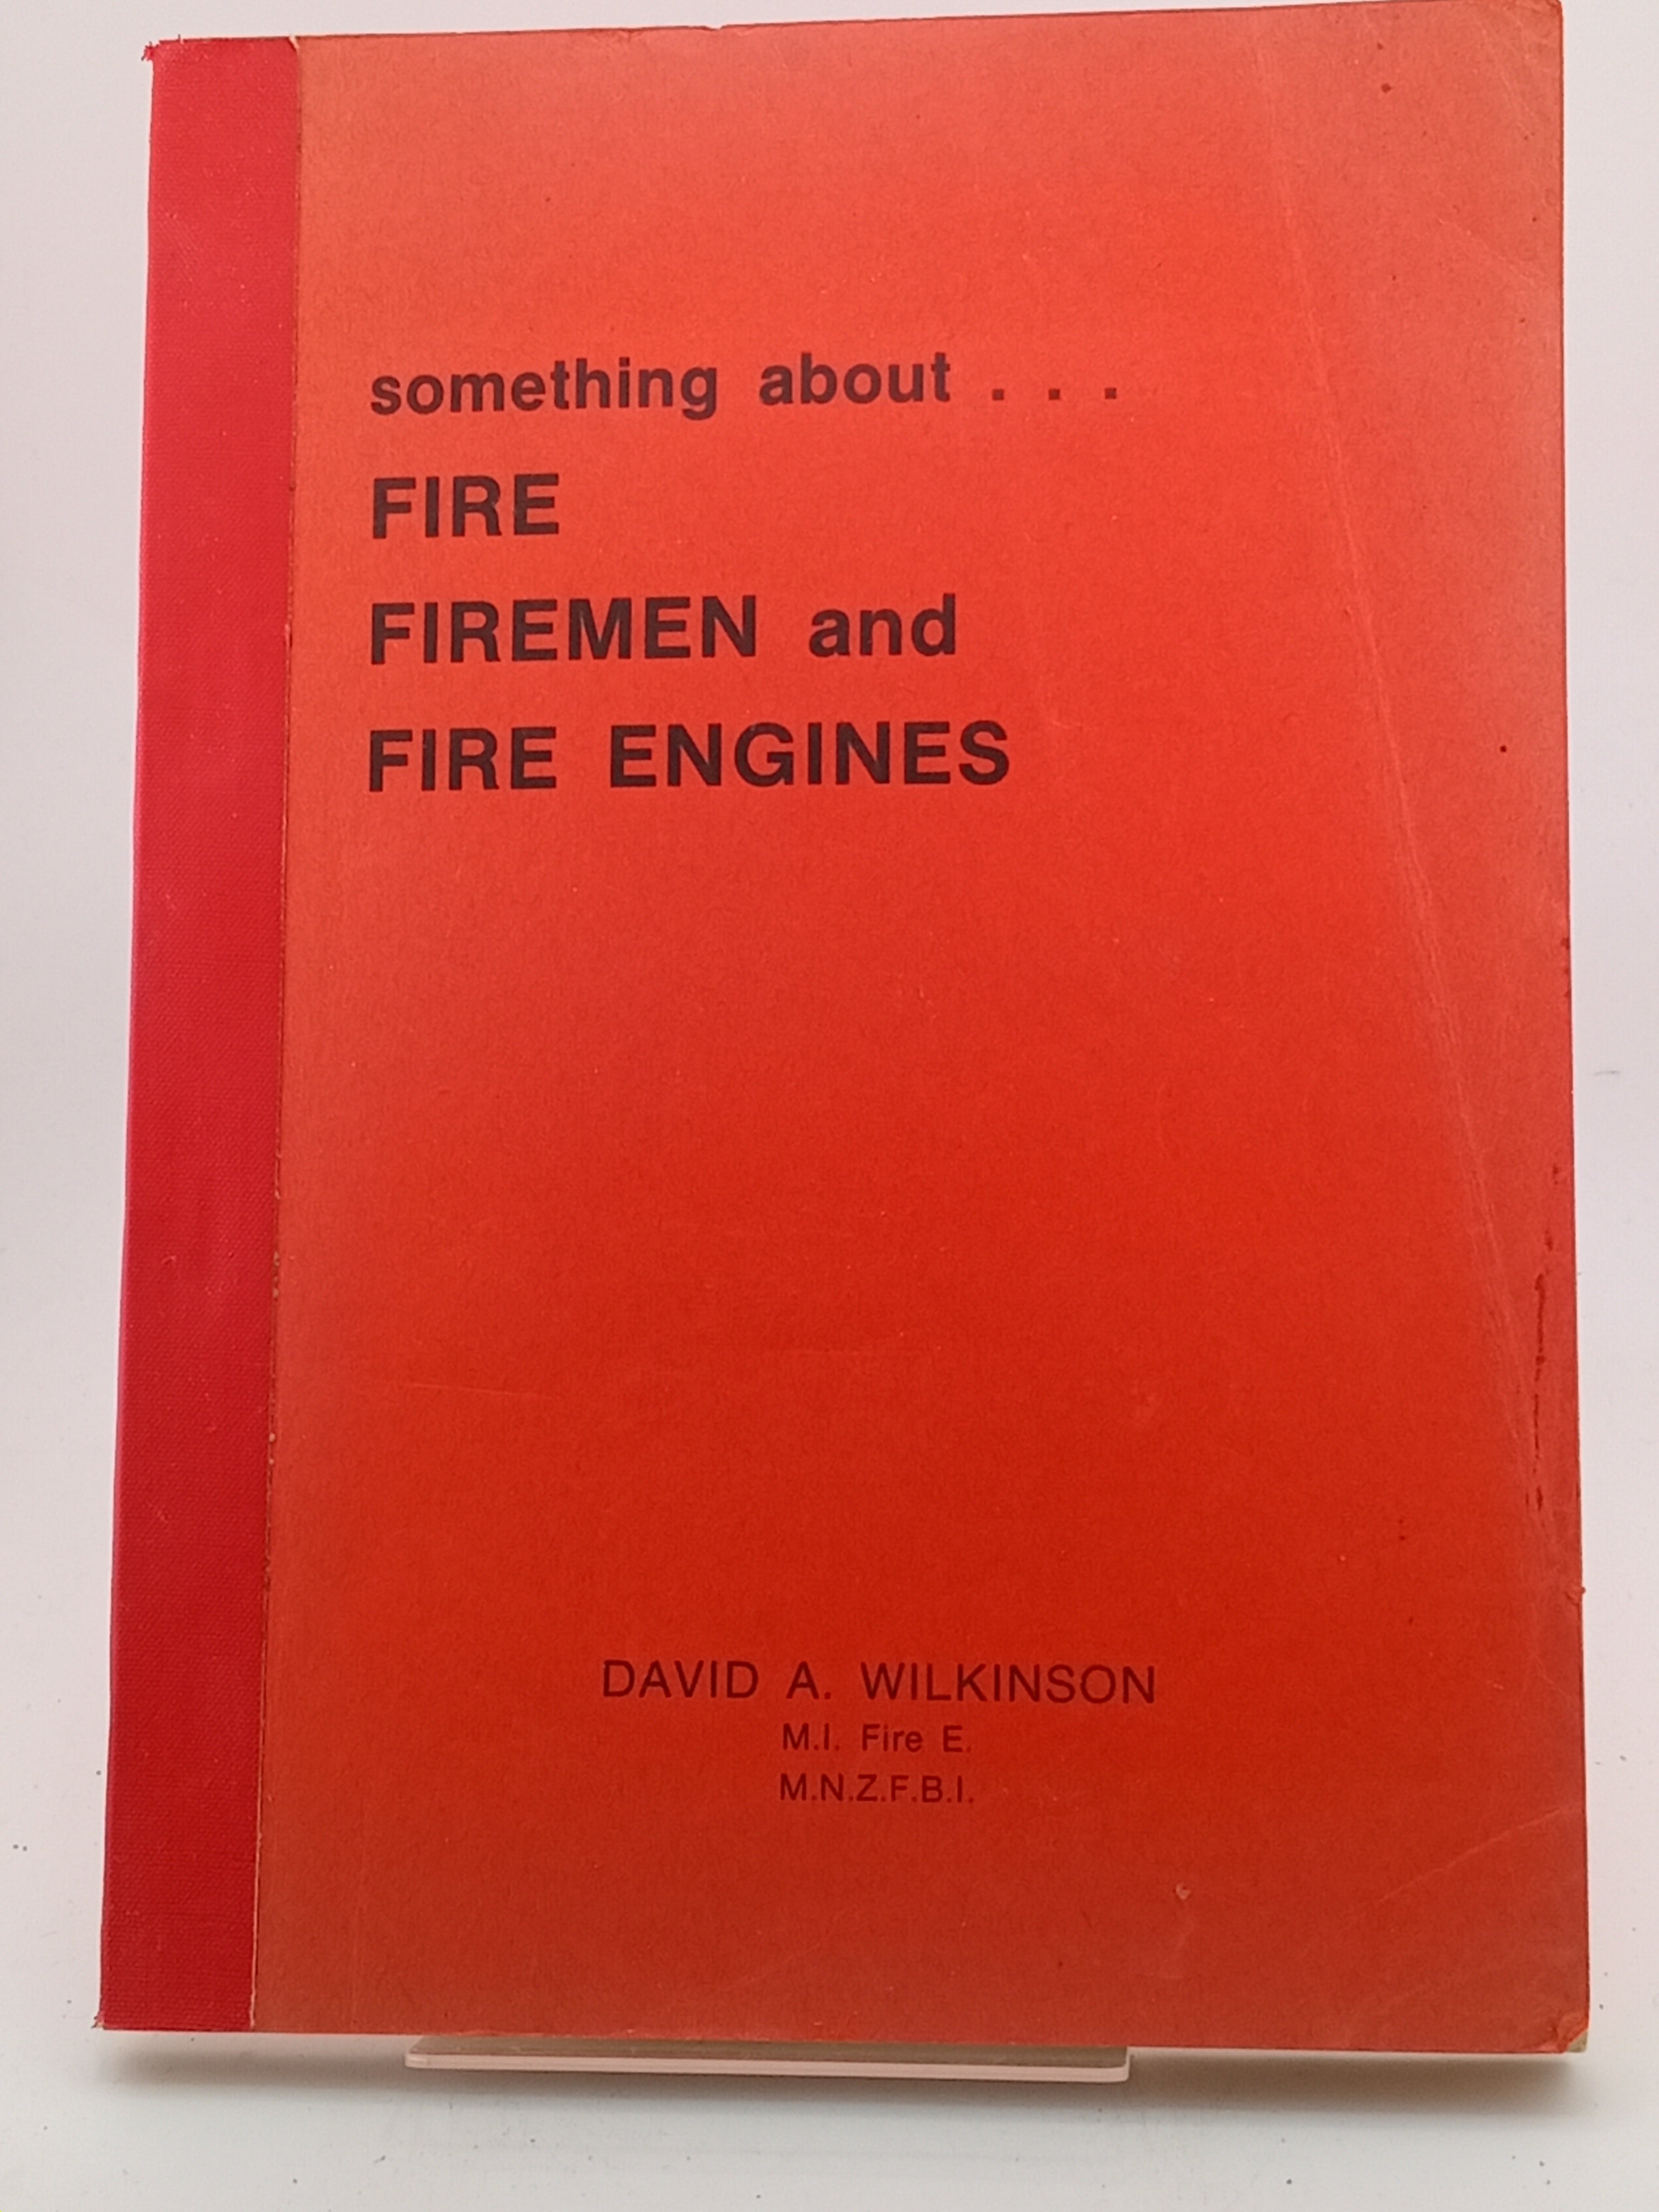 something about . . .
FIRE
FIREMEN and
FIRE ENGINES
DAVID A. WILKINSON
M.I. Fire E.
M.N.Z.F.B.I.